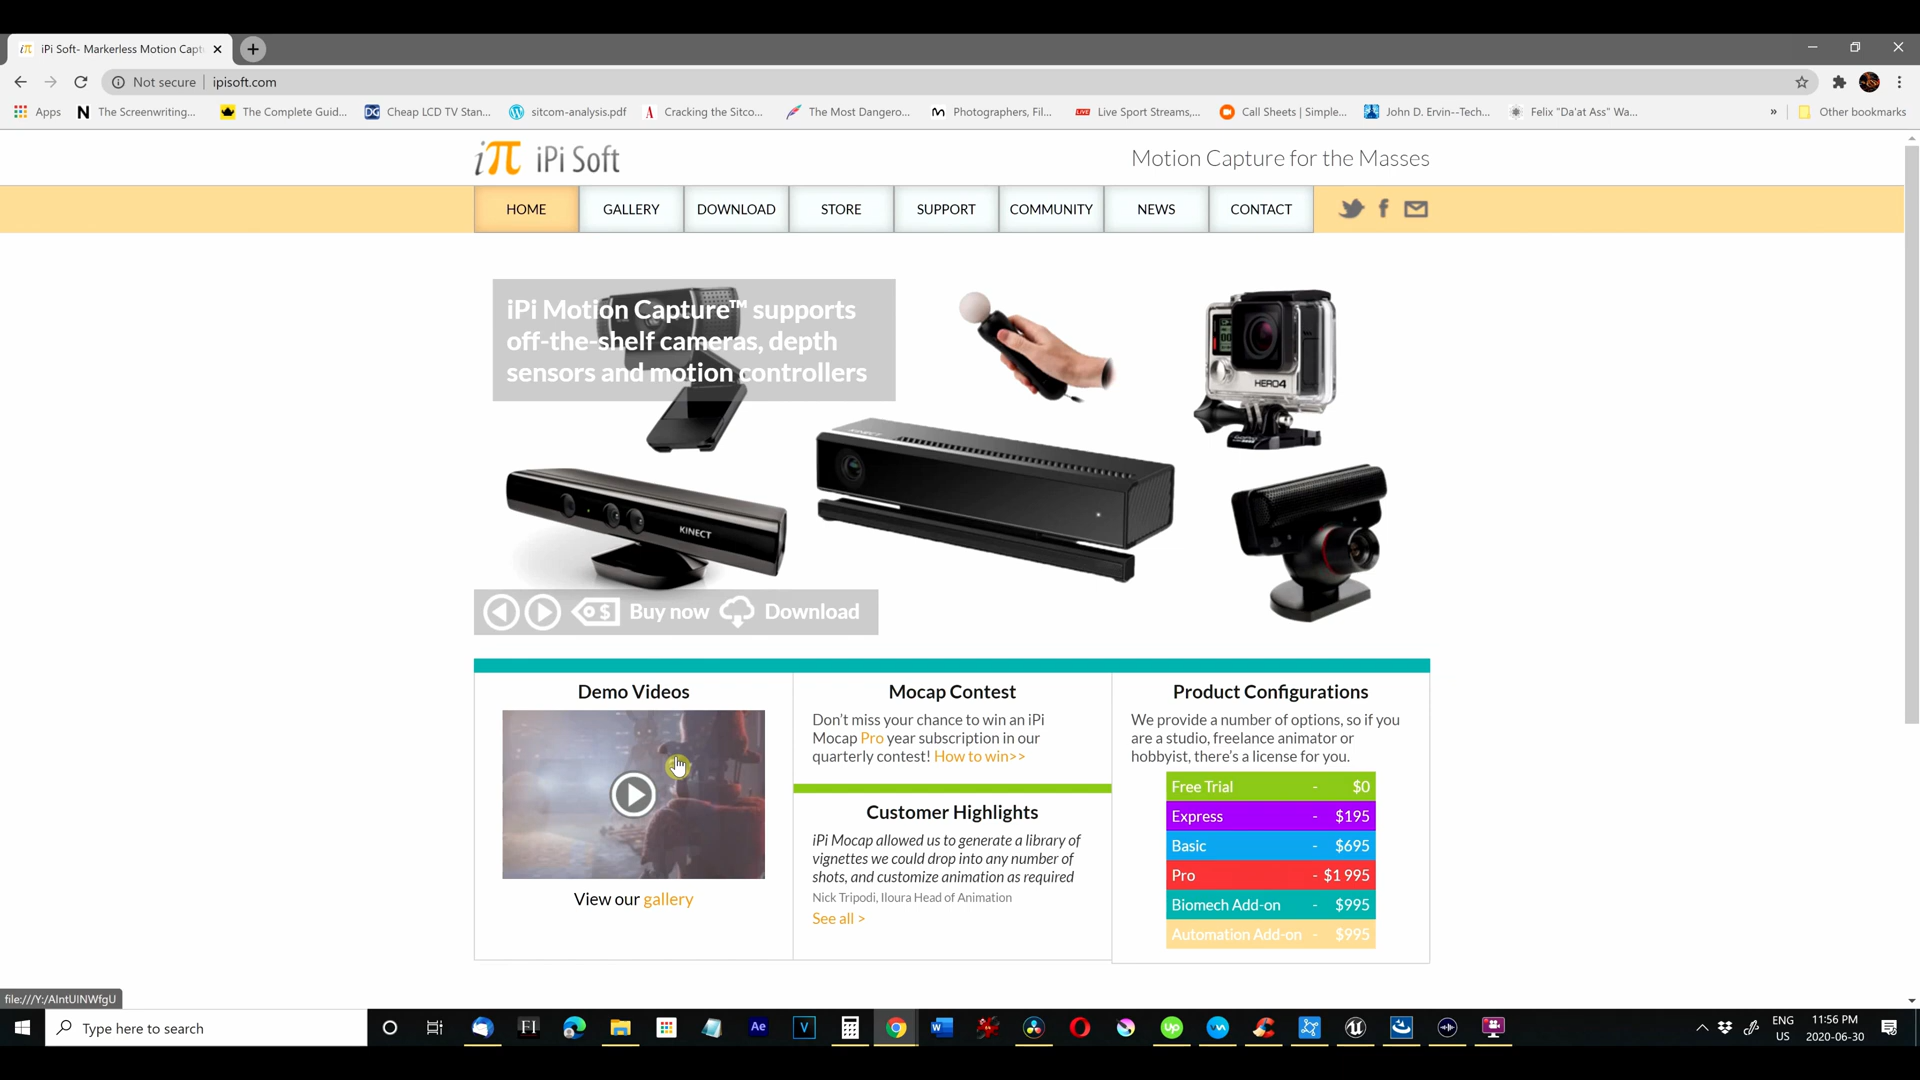 iπ iPi Soft- Markerless Motion Capt
Not secure | ipisoft.com
Apps
The Screenwriting...
The Complete Guid...
Cheap LCD TV Stan...
sitcom-analysis.pdf
Cracking the Sitco...
The Most Dangero...
Photographers, Fil...
Live Sport Streams,...
Call Sheets | Simple...
John D. Ervin--Tech...
Felix "Da'at Ass" Wa...
»
Other bookmarks
iπ iPi Soft
Motion Capture for the Masses
HOME GALLERY DOWNLOAD STORE SUPPORT COMMUNITY NEWS CONTACT
iPi Motion Capture™ supports
off-the-shelf cameras, depth
sensors and motion controllers
HERO4
KINECT
Buy now Download
Demo Videos
View our gallery
Mocap Contest
Don't miss your chance to win an iPi
Mocap Pro year subscription in our
quarterly contest! How to win>>
Customer Highlights
iPi Mocap allowed us to generate a library of
vignettes we could drop into any number of
shots, and customize animation as required
Nick Tripodi, Iloura Head of Animation
See all >
Product Configurations
We provide a number of options, so if you
are a studio, freelance animator or
hobbyist, there's a license for you.
Free Trial - $0
Express - $195
Basic - $695
Pro - $1 995
Biomech Add-on - $995
Automation Add-on - $995
file:///Y:/AIntUINWfgU
Type here to search
ENG
US
11:56 PM
2020-06-30